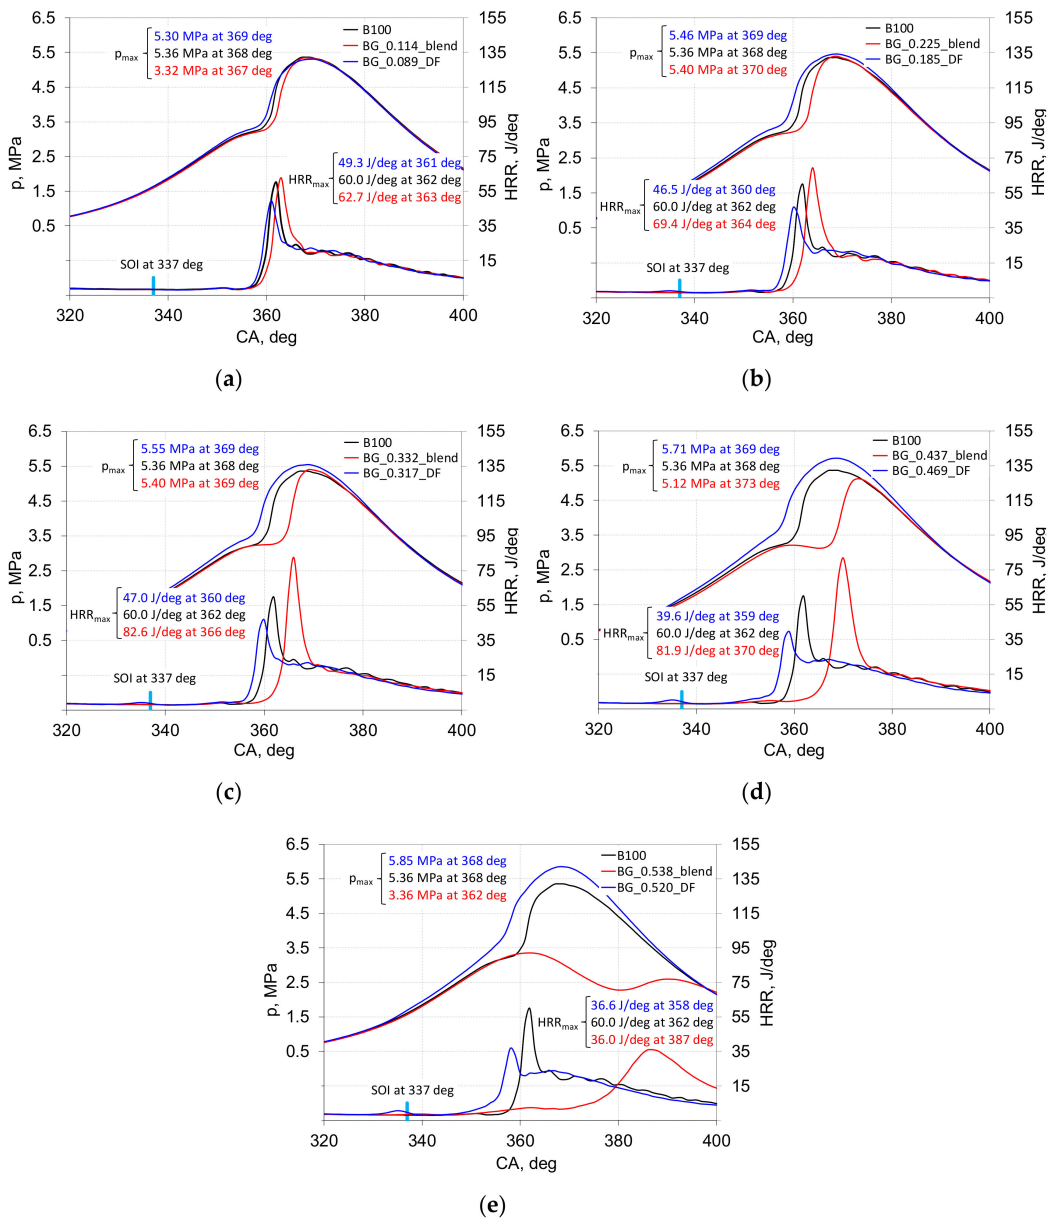 6.5
5.5
4.5
3.5
2.5
1.5
0.5
p, MPa
155
135
115
95
75
55
35
15
HRR, J/deg
5.30 MPa at 369 deg
pmax
5.36 MPa at 368 deg
3.32 MPa at 367 deg
B100
BG_0.114_blend
BG_0.089_DF
49.3 J/deg at 361 deg
HRRmax
60.0 J/deg at 362 deg
62.7 J/deg at 363 deg
SOI at 337 deg
320
340
360
380
400
CA, deg
(a)
6.5
5.5
4.5
3.5
2.5
1.5
0.5
p, MPa
155
135
115
95
75
55
35
15
HRR, J/deg
5.46 MPa at 369 deg
pmax
5.36 MPa at 368 deg
5.40 MPa at 370 deg
B100
BG_0.225_blend
BG_0.185_DF
46.5 J/deg at 360 deg
HRRmax
60.0 J/deg at 362 deg
69.4 J/deg at 364 deg
SOI at 337 deg
320
340
360
380
400
CA, deg
(b)
6.5
5.5
4.5
3.5
2.5
1.5
0.5
p, MPa
155
135
115
95
75
55
35
15
HRR, J/deg
5.55 MPa at 369 deg
pmax
5.36 MPa at 368 deg
5.40 MPa at 369 deg
B100
BG_0.332_blend
BG_0.317_DF
47.0 J/deg at 360 deg
HRRmax
60.0 J/deg at 362 deg
82.6 J/deg at 366 deg
SOI at 337 deg
320
340
360
380
400
CA, deg
(c)
6.5
5.5
4.5
3.5
2.5
1.5
0.5
p, MPa
155
135
115
95
75
55
35
15
HRR, J/deg
5.71 MPa at 369 deg
pmax
5.36 MPa at 368 deg
5.12 MPa at 373 deg
B100
BG_0.437_blend
BG_0.469_DF
39.6 J/deg at 359 deg
HRRmax
60.0 J/deg at 362 deg
81.9 J/deg at 370 deg
SOI at 337 deg
320
340
360
380
400
CA, deg
(d)
6.5
5.5
4.5
3.5
2.5
1.5
0.5
p, MPa
155
135
115
95
75
55
35
15
HRR, J/deg
5.85 MPa at 368 deg
pmax
5.36 MPa at 368 deg
3.36 MPa at 362 deg
B100
BG_0.538_blend
BG_0.520_DF
36.6 J/deg at 358 deg
HRRmax
60.0 J/deg at 362 deg
36.0 J/deg at 387 deg
SOI at 337 deg
320
340
360
380
400
CA, deg
(e)